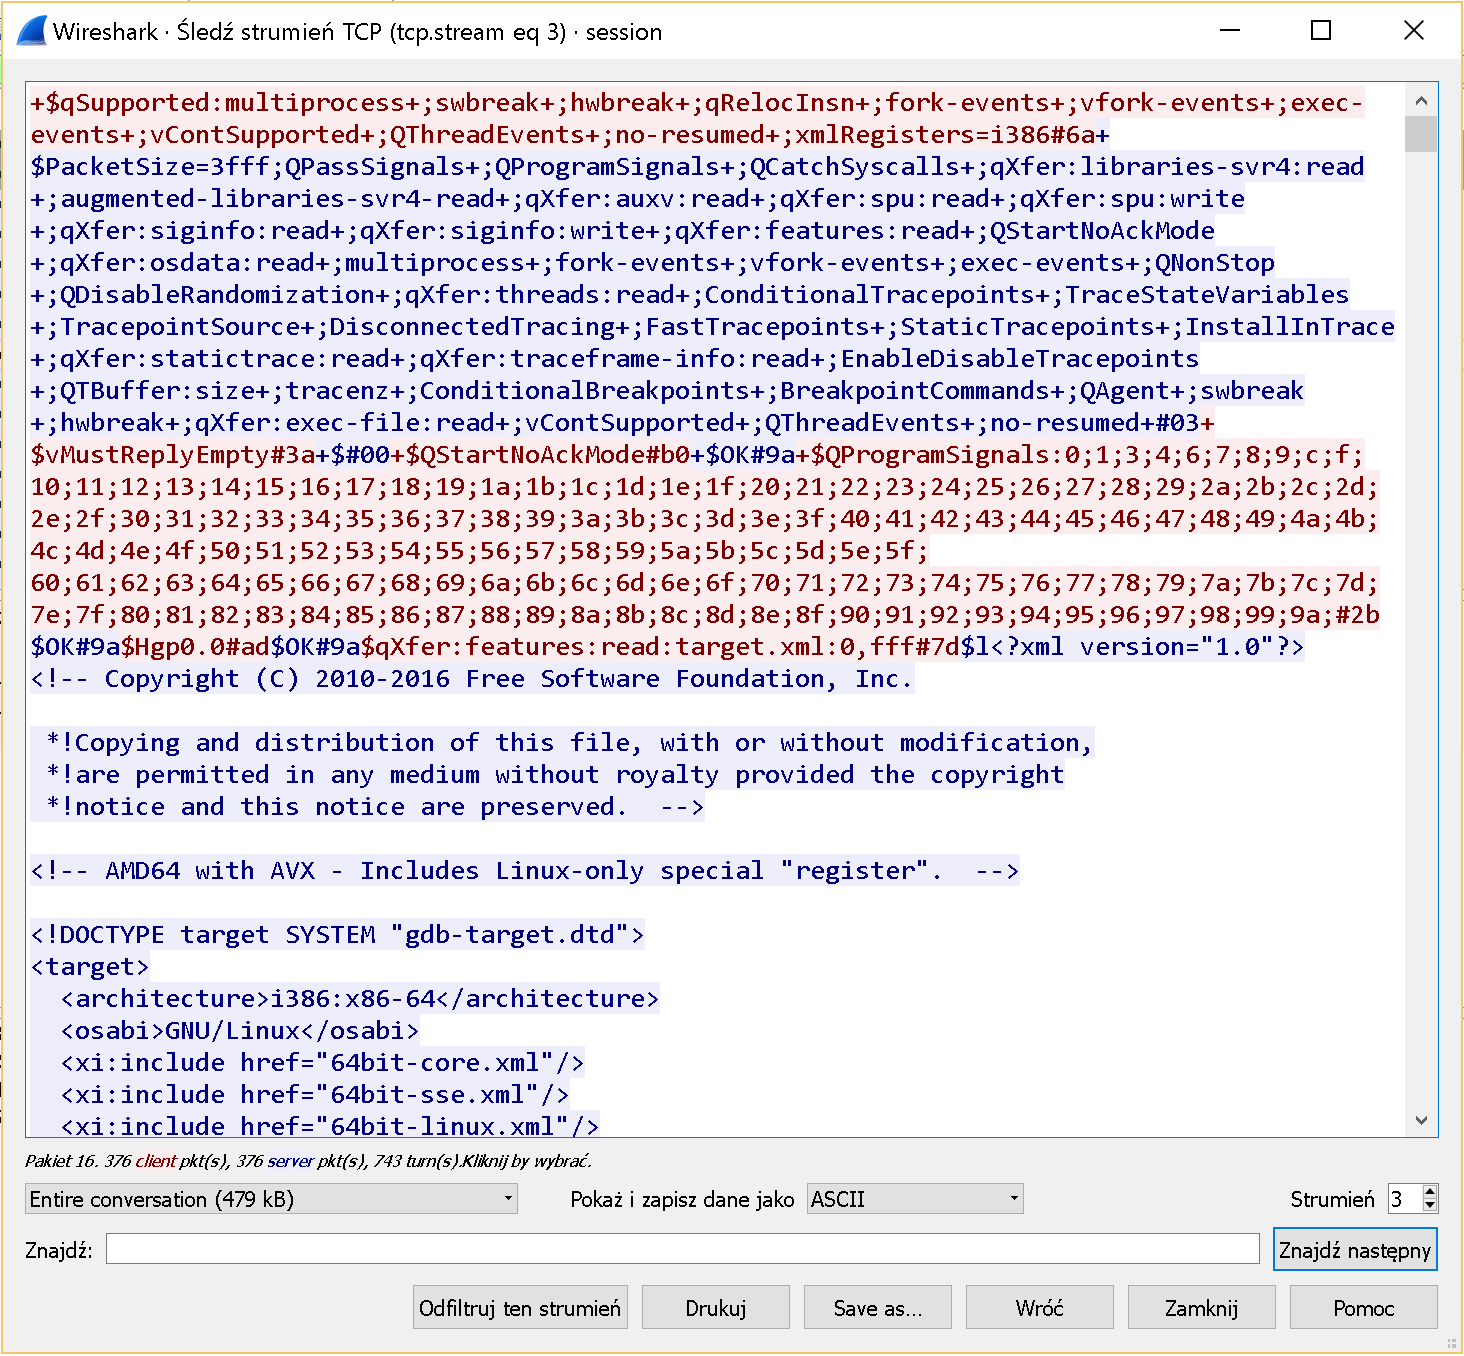 Wireshark · Śledź strumień TCP (tcp.stream eq 3) · session
+$qSupported:multiprocess+;swbreak+;hwbreak+;qRelocInsn+;fork-events+;vfork-events+;exec-
events+;vContSupported+;QThreadEvents+;no-resumed+;xmlRegisters=i386#6a+
$PacketSize=3fff;QPassSignals+;QProgramSignals+;QCatchSyscalls+;qXfer:libraries-svr4:read
+;augmented-libraries-svr4-read+;qXfer:auxv:read+;qXfer:spu:read+;qXfer:spu:write
+;qXfer:siginfo:read+;qXfer:siginfo:write+;qXfer:features:read+;QStartNoAckMode
+;qXfer:osdata:read+;multiprocess+;fork-events+;vfork-events+;exec-events+;QNonStop
+;QDisableRandomization+;qXfer:threads:read+;ConditionalTracepoints+;TraceStateVariables
+;TracepointSource+;DisconnectedTracing+;FastTracepoints+;StaticTracepoints+;InstallInTrace
+;qXfer:statictrace:read+;qXfer:traceframe-info:read+;EnableDisableTracepoints
+;QTBuffer:size+;tracenz+;ConditionalBreakpoints+;BreakpointCommands+;QAgent+;swbreak
+;hwbreak+;qXfer:exec-file:read+;vContSupported+;QThreadEvents+;no-resumed+#03+
$vMustReplyEmpty#3a+$#00+$QStartNoAckMode#b0+$OK#9a+$QProgramSignals:0;1;3;4;6;7;8;9;c;f;
10;11;12;13;14;15;16;17;18;19;1a;1b;1c;1d;1e;1f;20;21;22;23;24;25;26;27;28;29;2a;2b;2c;2d;
2e;2f;30;31;32;33;34;35;36;37;38;39;3a;3b;3c;3d;3e;3f;40;41;42;43;44;45;46;47;48;49;4a;4b;
4c;4d;4e;4f;50;51;52;53;54;55;56;57;58;59;5a;5b;5c;5d;5e;5f;
60;61;62;63;64;65;66;67;68;69;6a;6b;6c;6d;6e;6f;70;71;72;73;74;75;76;77;78;79;7a;7b;7c;7d;
7e;7f;80;81;82;83;84;85;86;87;88;89;8a;8b;8c;8d;8e;8f;90;91;92;93;94;95;96;97;98;99;9a;#2b
$OK#9a$Hgp0.0#ad$OK#9a$qXfer:features:read:target.xml:0,fff#7d$l<?xml version="1.0"?>
<!-- Copyright (C) 2010-2016 Free Software Foundation, Inc.
*!Copying and distribution of this file, with or without modification,
*!are permitted in any medium without royalty provided the copyright
*!notice and this notice are preserved.  -->
<!-- AMD64 with AVX - Includes Linux-only special "register".  -->
<!DOCTYPE target SYSTEM "gdb-target.dtd">
<target>
<architecture>i386:x86-64</architecture>
<osabi>GNU/Linux</osabi>
<xi:include href="64bit-core.xml"/>
<xi:include href="64bit-sse.xml"/>
<xi:include href="64bit-linux.xml"/>
Pakiet 16. 376 client pkt(s), 376 server pkt(s), 743 turn(s).Kliknij by wybrać.
Entire conversation (479 kB) Pokaż i zapisz dane jako ASCII Strumień 3
Znajdź: Znajdź następny
Odfiltruj ten strumień Drukuj Save as... Wróć Zamknij Pomoc